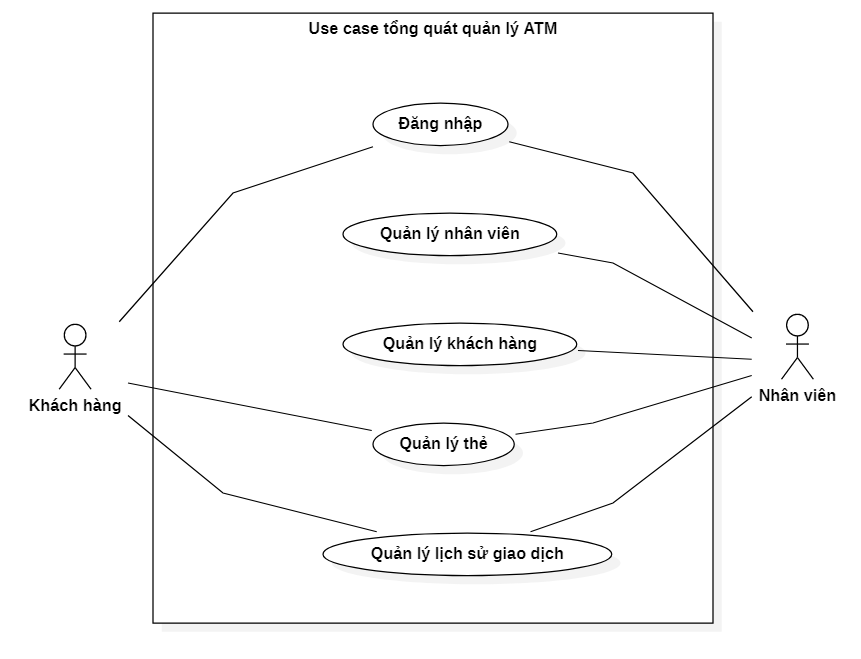 Use case tổng quát quản lý ATM
Đăng nhập
Quản lý nhân viên
Quản lý khách hàng
Khách hàng
Nhân viên
Quản lý thẻ
Quản lý lịch sử giao dịch